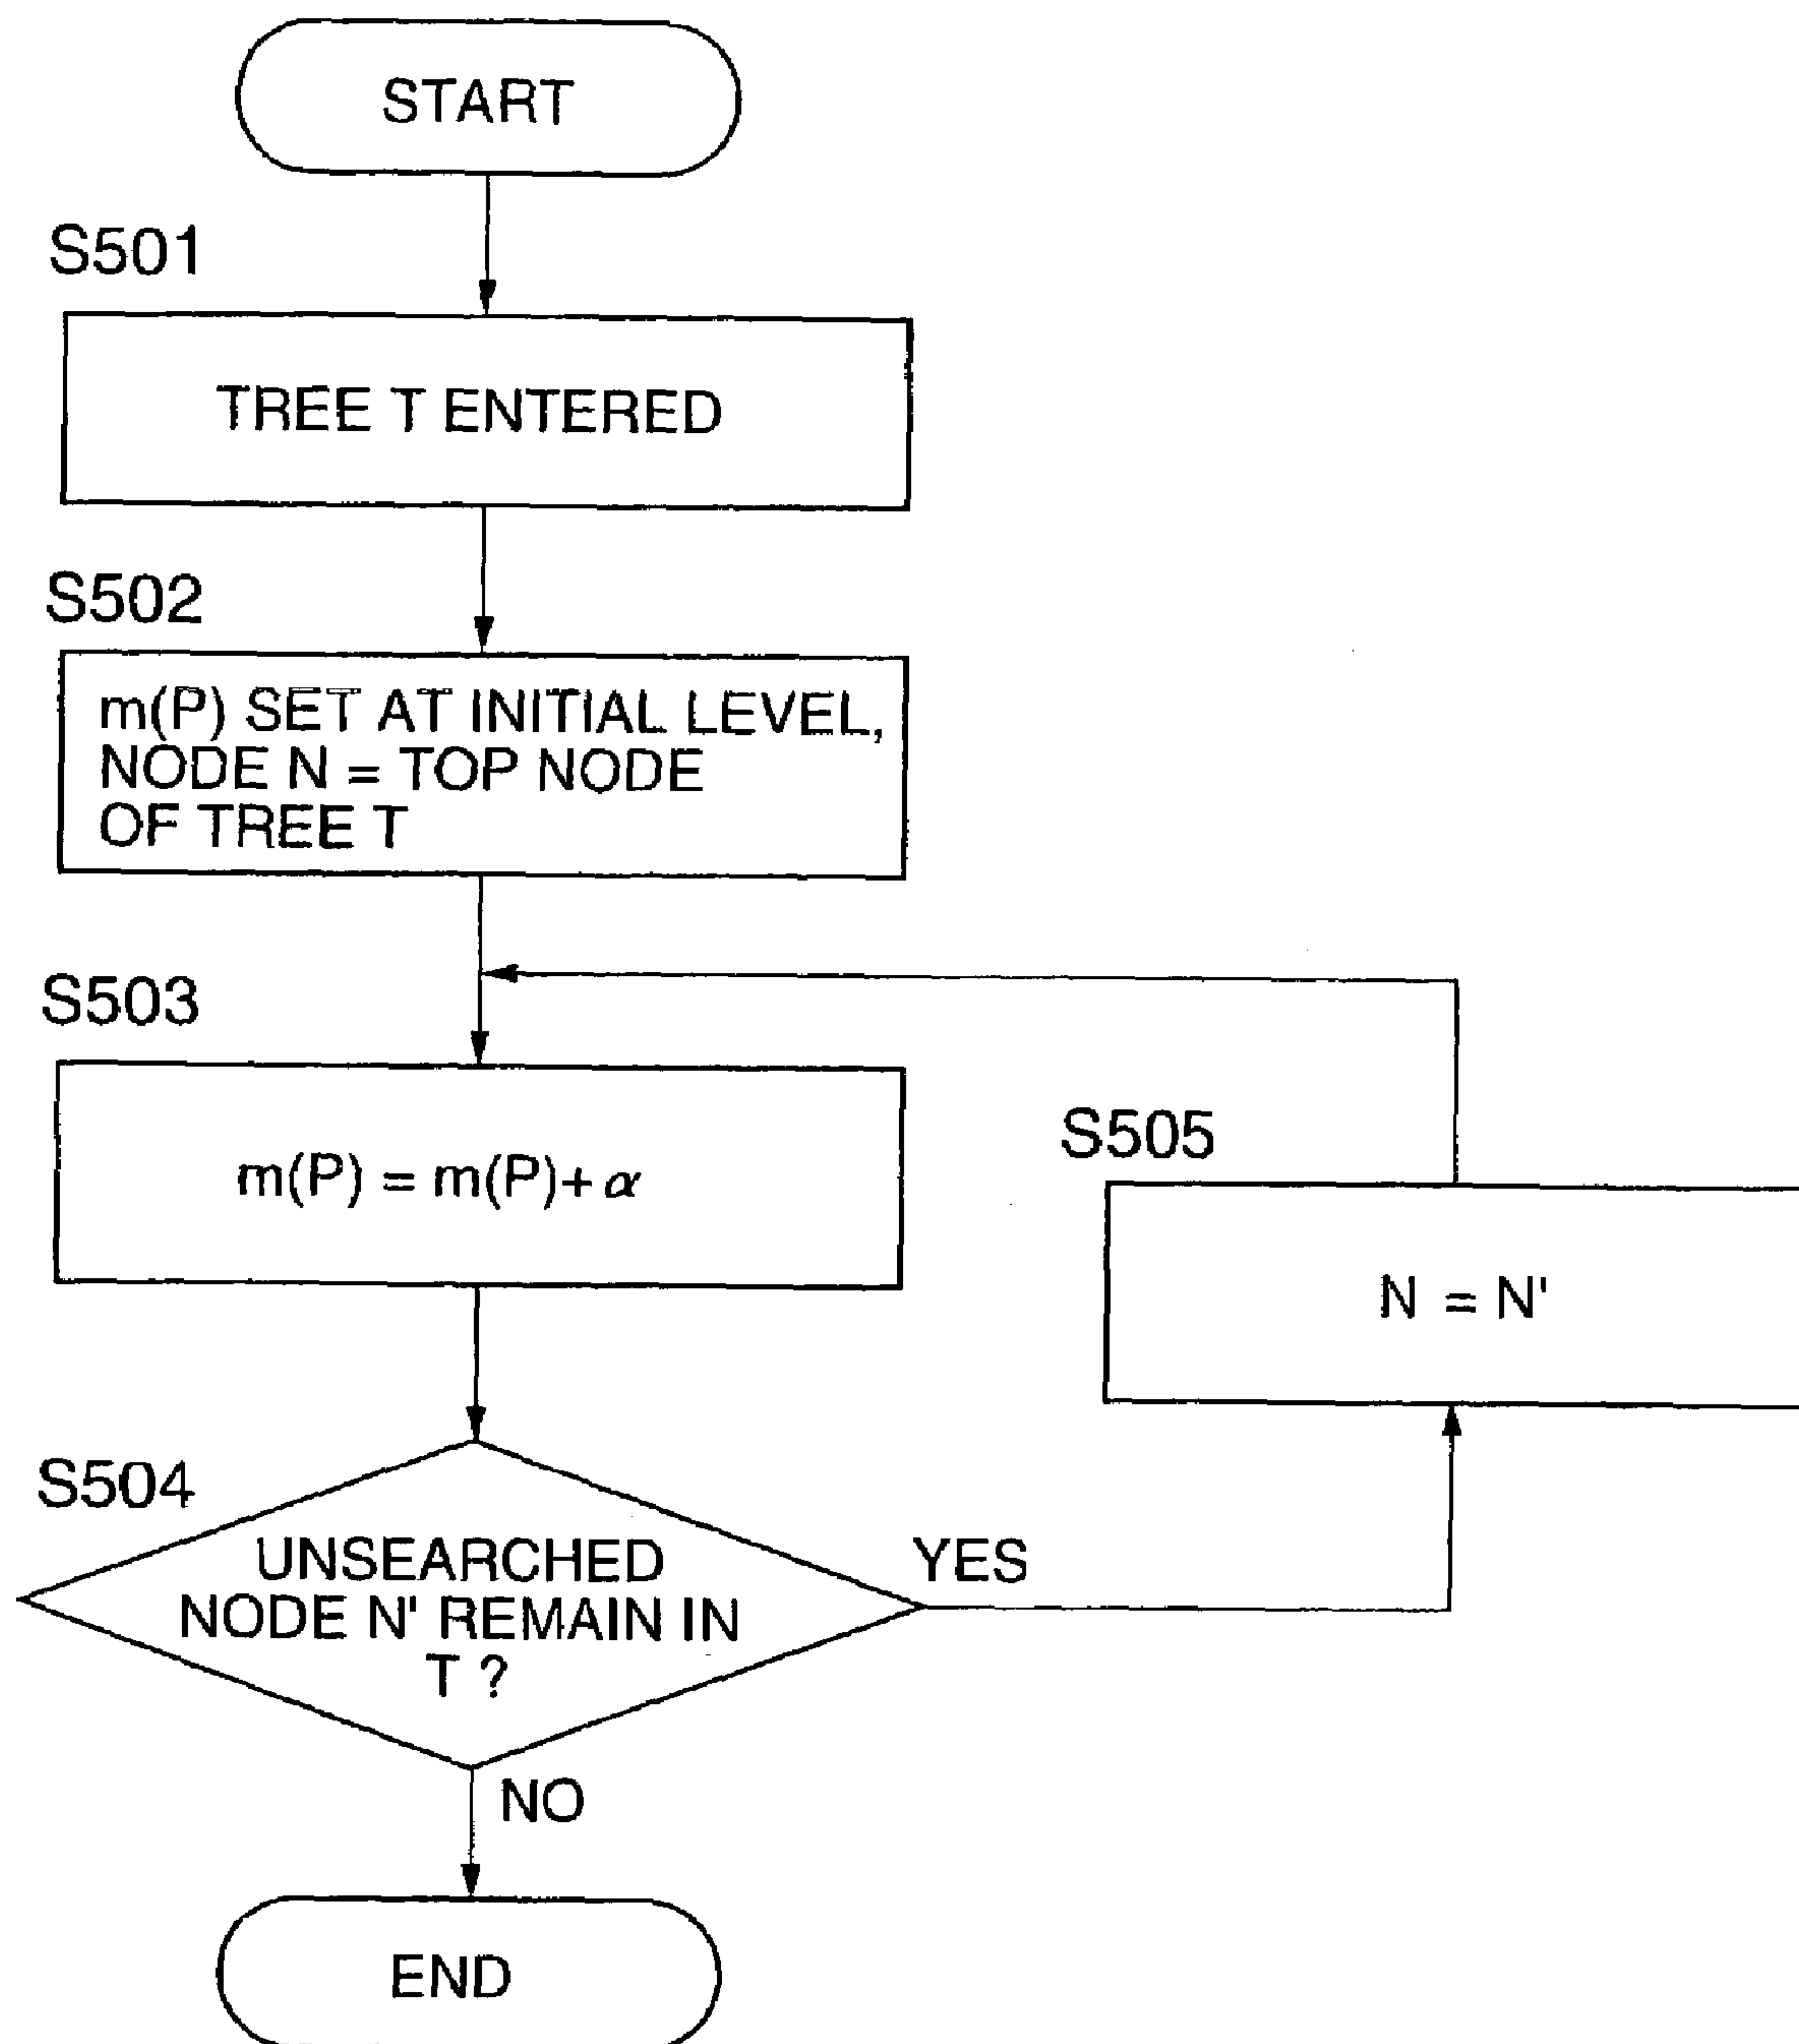 START
S501
TREE T ENTERED
S502
m(P) SET AT INITIAL LEVEL,
NODE N = TOP NODE
OF TREE T
S503
m(P) = m(P)+α
S505
N = N'
S504
UNSEARCHED
NODE N' REMAIN IN
T ?
YES
NO
END